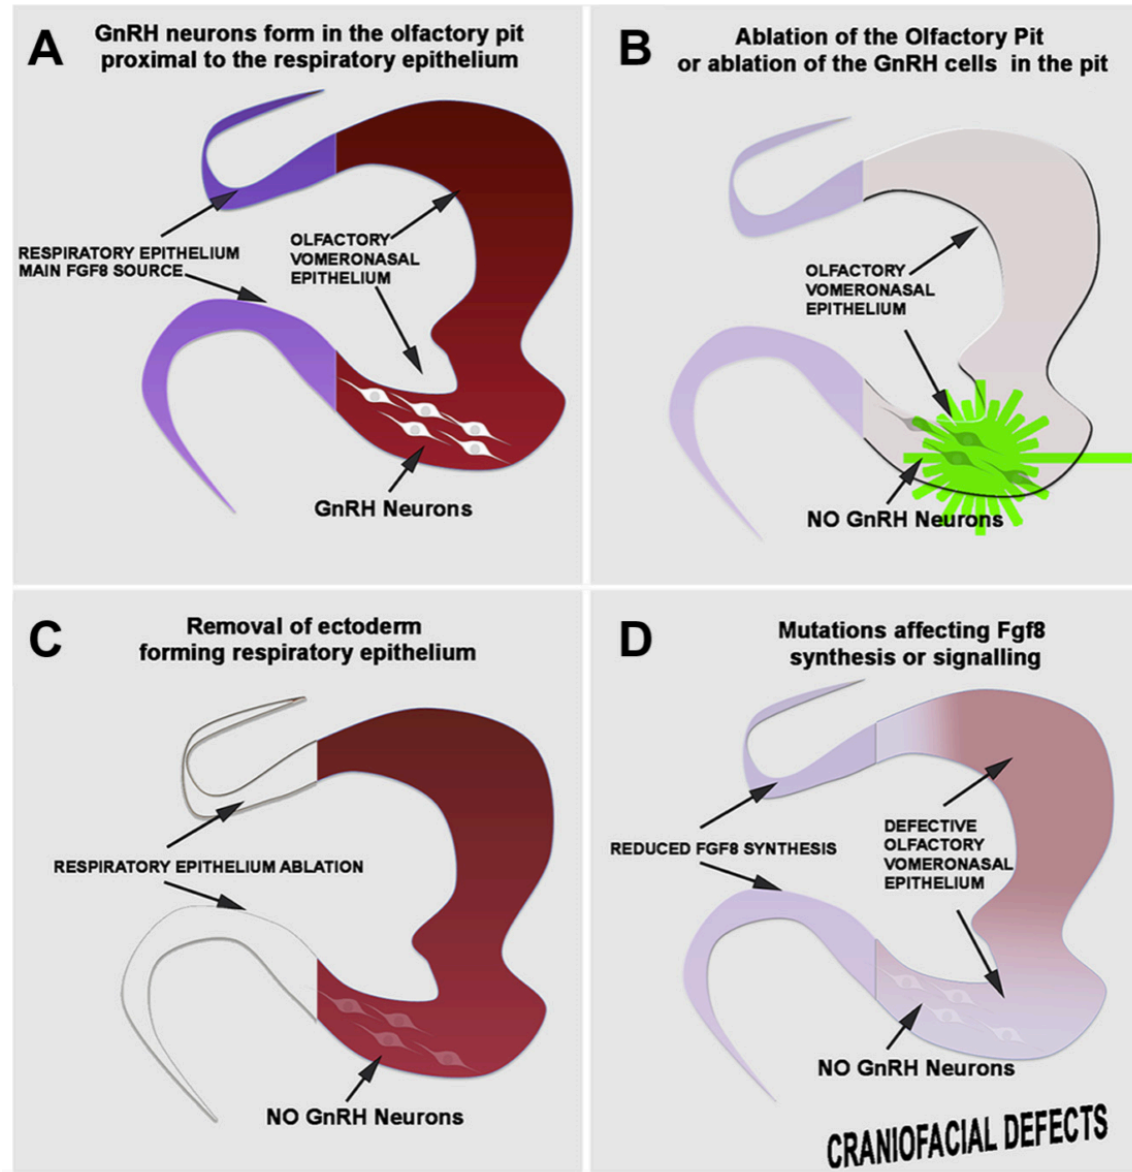 A
GnRH neurons form in the olfactory pit
proximal to the respiratory epithelium
RESPIRATORY EPITHELIUM
MAIN FGF8 SOURCE
OLFACTORY
VOMERONASAL
EPITHELIUM
GnRH Neurons
B
Ablation of the Olfactory Pit
or ablation of the GnRH cells in the pit
OLFACTORY
VOMERONASAL
EPITHELIUM
NO GnRH Neurons
C
Removal of ectoderm
forming respiratory epithelium
RESPIRATORY EPITHELIUM ABLATION
NO GnRH Neurons
D
Mutations affecting Fgf8
synthesis or signalling
REDUCED FGF8 SYNTHESIS
DEFECTIVE
OLFACTORY
VOMERONASAL
EPITHELIUM
NO GnRH Neurons
CRANIOFACIAL DEFECTS